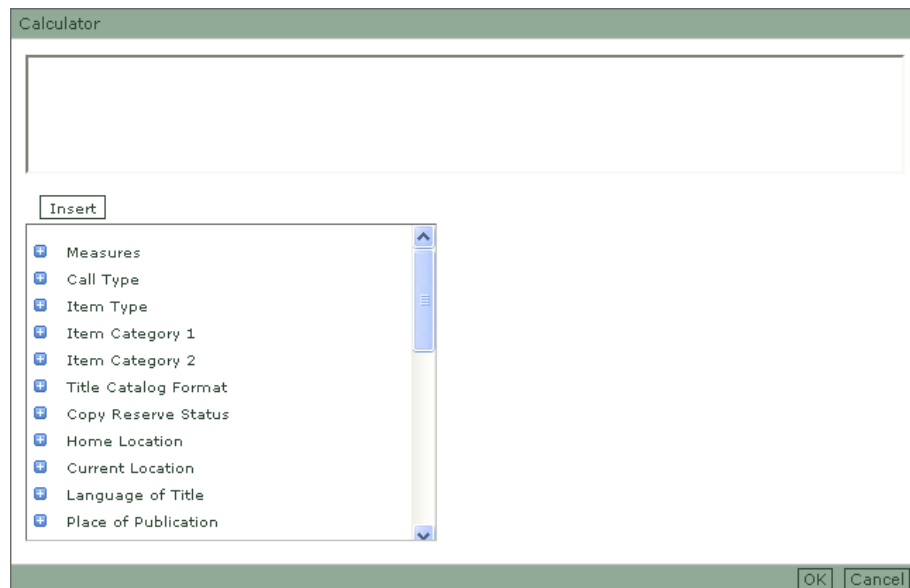 Calculator
Insert
Measures
Call Type
Item Type
Item Category 1
Item Category 2
Title Catalog Format
Copy Reserve Status
Home Location
Current Location
Language of Title
Place of Publication
OK Cancel